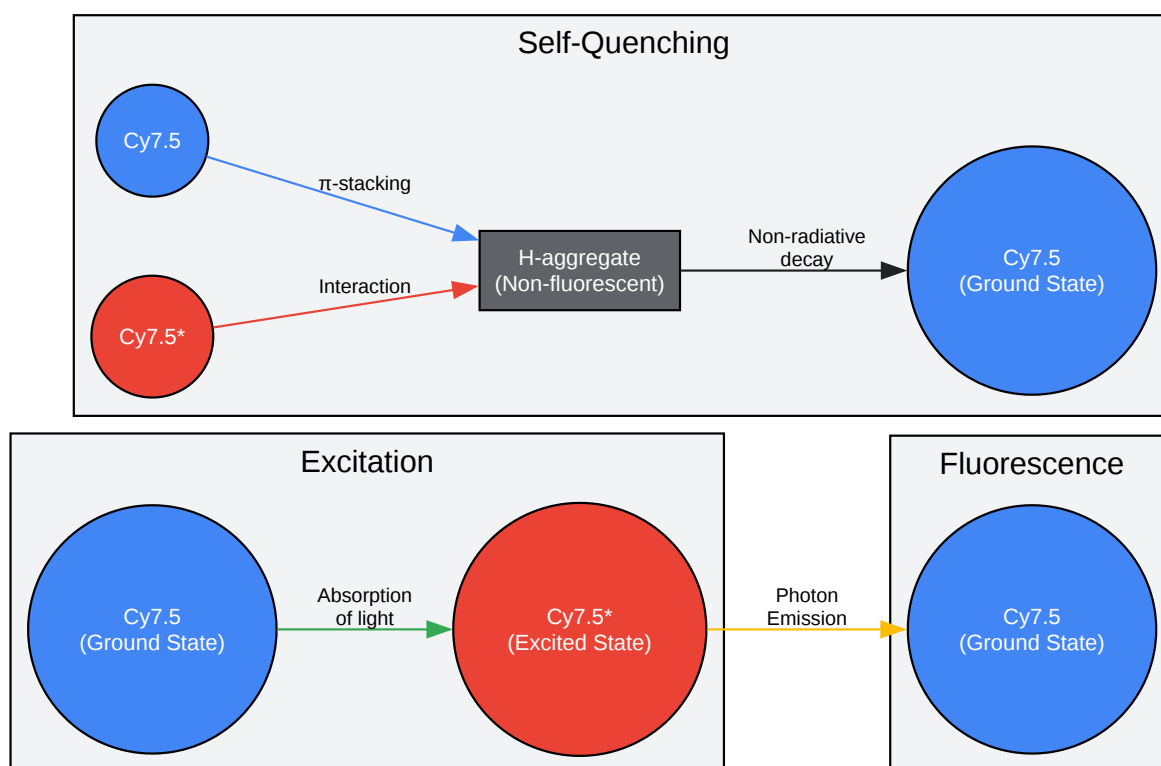 Self-Quenching
Cy7.5
π-stacking
Cy7.5*
Interaction
H-aggregate
(Non-fluorescent)
Non-radiative
decay
Cy7.5
(Ground State)
Excitation
Cy7.5
(Ground State)
Absorption
of light
Cy7.5*
(Excited State)
Photon
Emission
Fluorescence
Cy7.5
(Ground State)